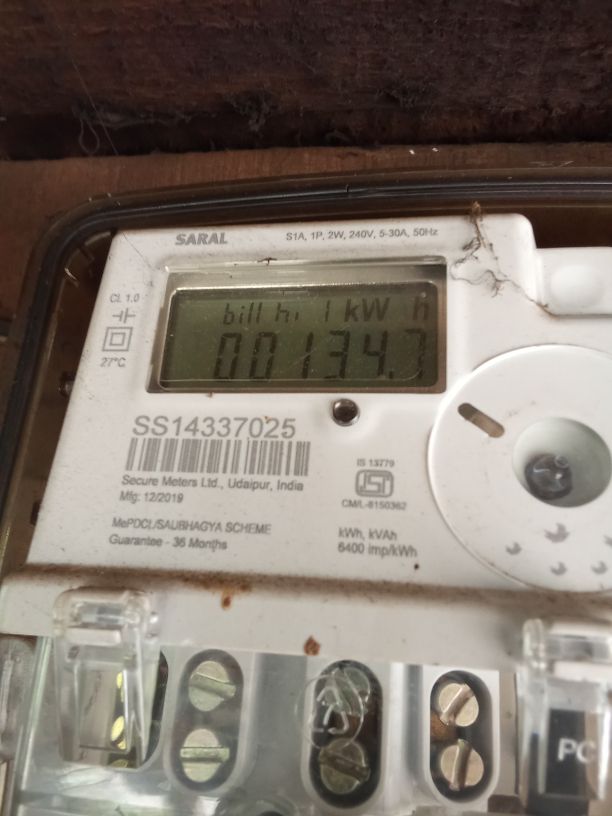 SARAL
S1A, 1P, 2W, 240V, 5-30A, 50Hz
CL 1.0
27°C
bill hi 1 kW h
00134.7
SS14337025
Secure Meters Ltd., Udaipur, India
Mfg: 12/2019
IS 13779
CM/L-8150362
MePDCL/SAUBHAGYA SCHEME
Guarantee - 36 Months
kWh, kVAh
6400 imp/kWh
PC